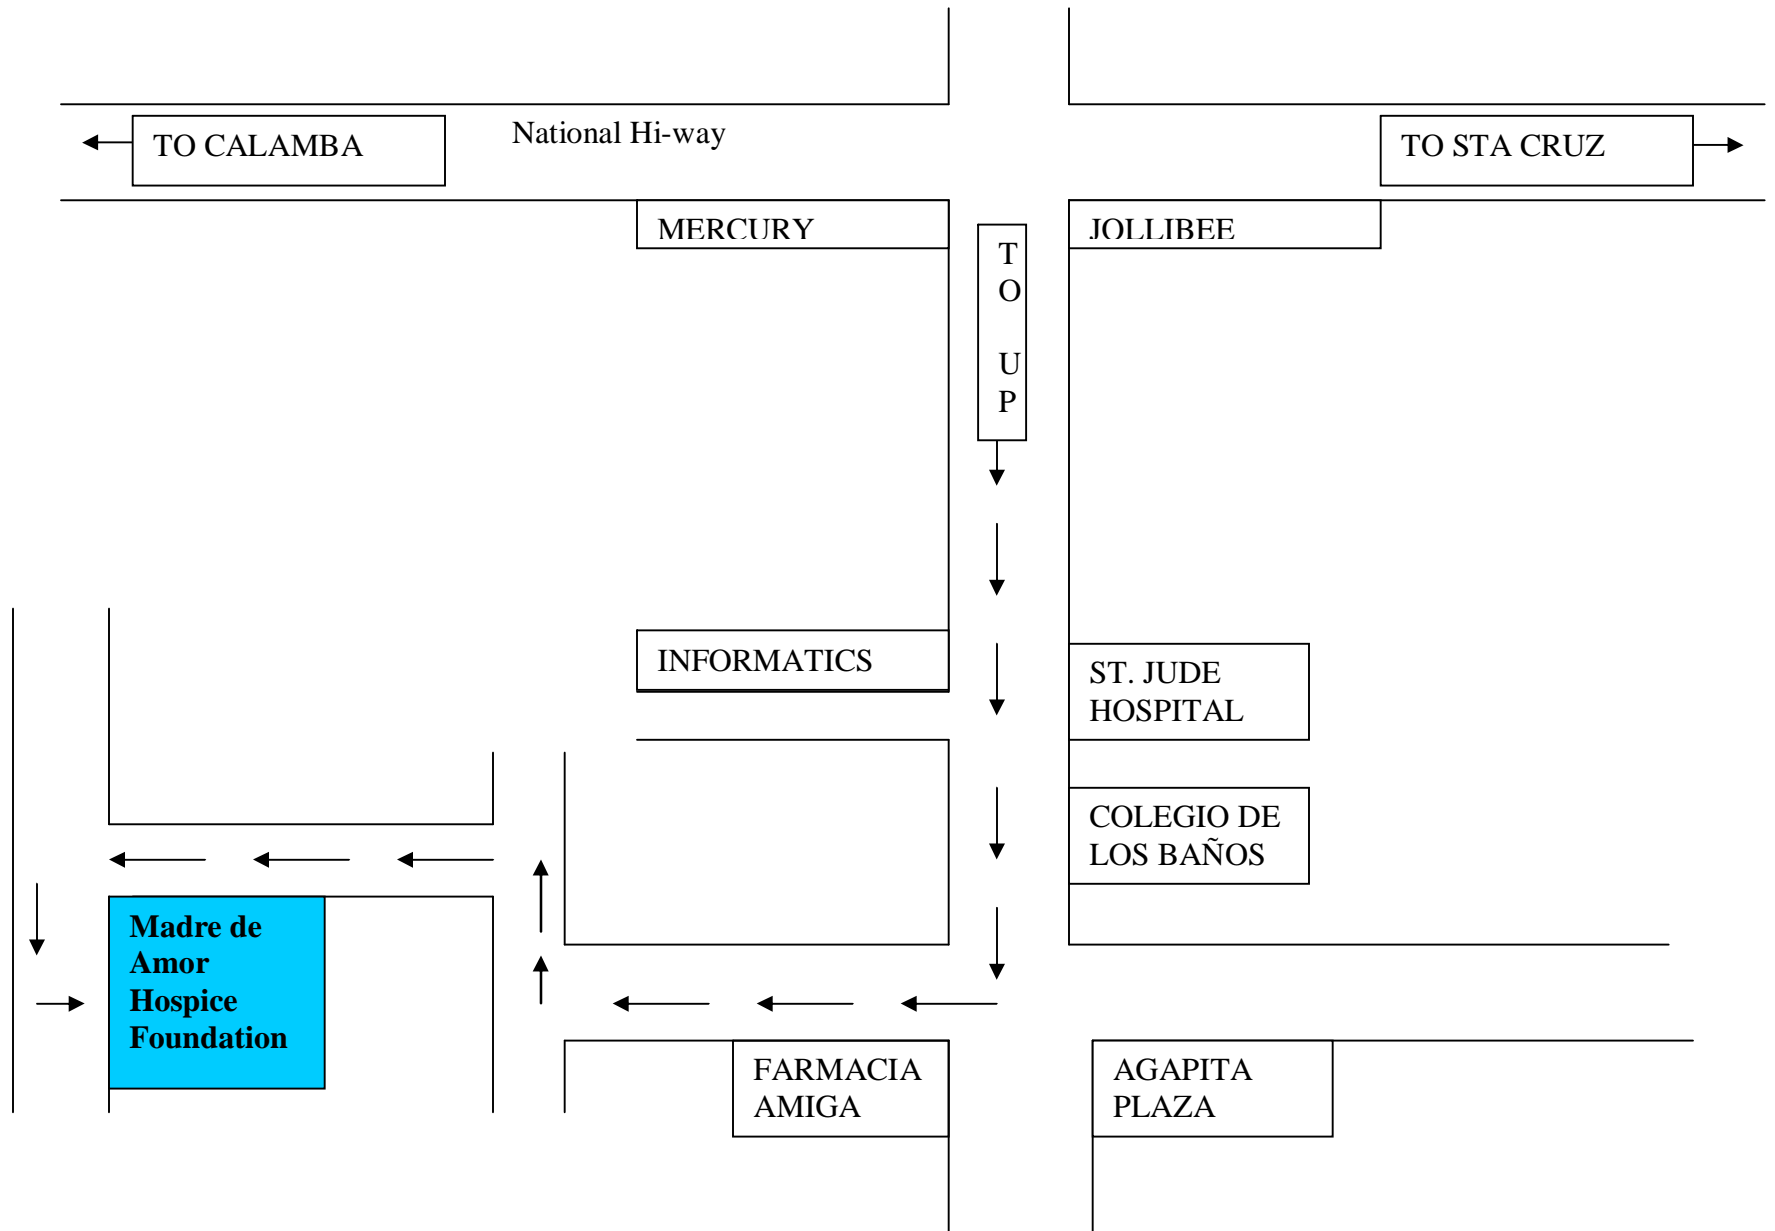 TO CALAMBA
National Hi-way
TO STA CRUZ
MERCURY
JOLLIBEE
T
O
U
P
INFORMATICS
ST. JUDE
HOSPITAL
COLEGIO DE
LOS BAÑOS
Madre de
Amor
Hospice
Foundation
FARMACIA
AMIGA
AGAPITA
PLAZA